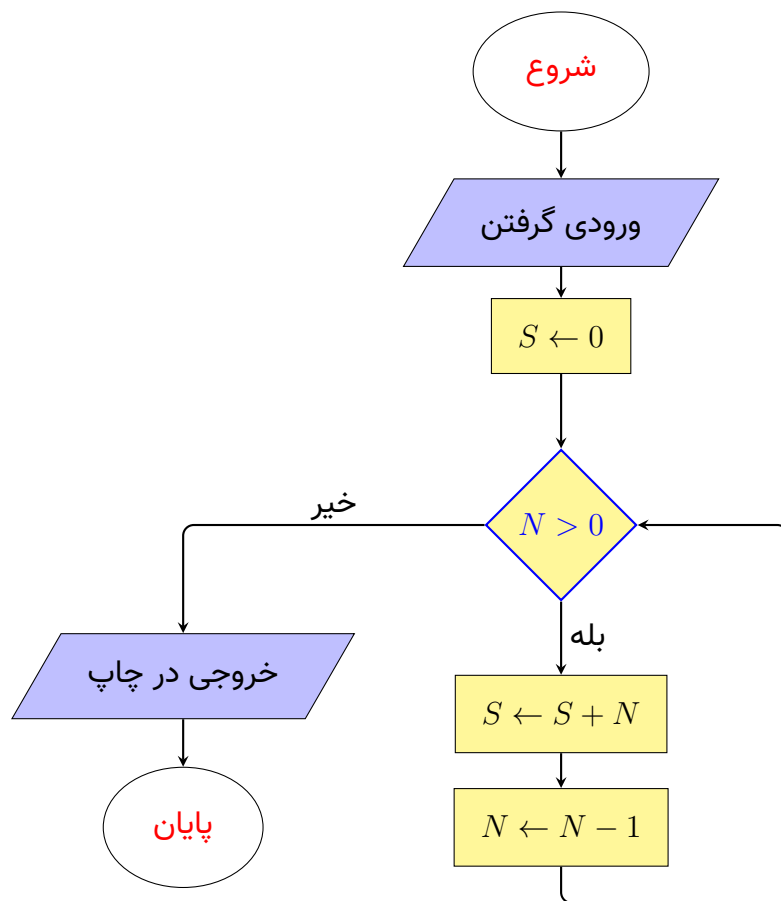 شروع
ورودی گرفتن
S ← 0
N > 0
خیر
بله
خروجی در چاپ
S ← S + N
پایان
N ← N − 1